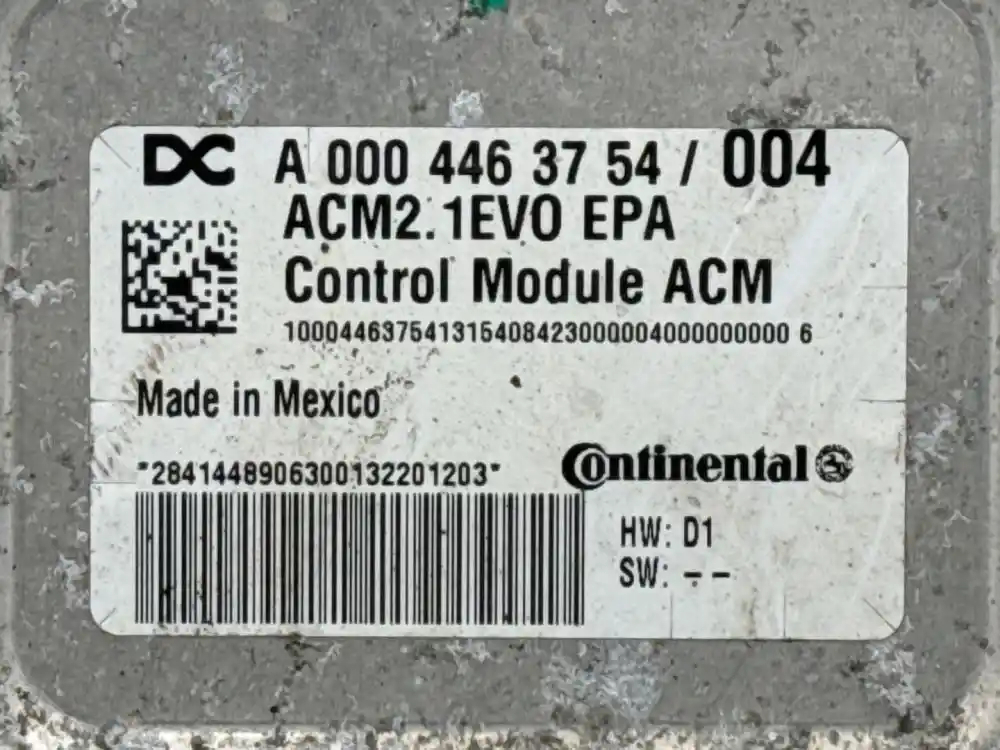 DC A 000 446 37 54 / 004
ACM2.1EVO EPA
Control Module ACM
10004463754131540842300000400000000 6
Made in Mexico
*2841448906300132201203*
Continental
HW: D1
SW: - -